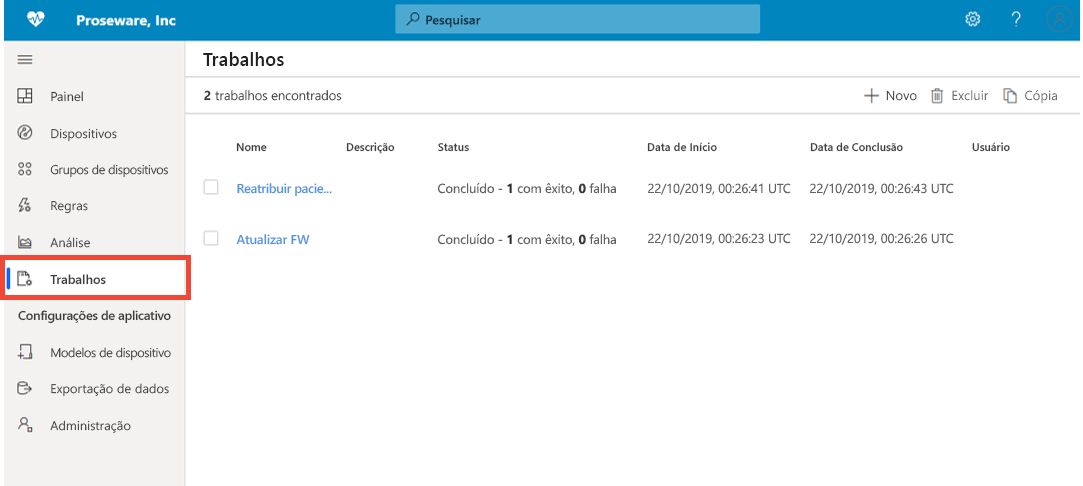 Proseware, Inc
Pesquisar
?
Painel
Dispositivos
Grupos de dispositivos
Regras
Análise
Trabalhos
Configurações de aplicativo
Modelos de dispositivo
Exportação de dados
Administração
Trabalhos
2 trabalhos encontrados
Novo Excluir Cópia
Nome Descrição Status Data de Início Data de Conclusão Usuário
Reatribuir pacie... Concluído - 1 com êxito, 0 falha 22/10/2019, 00:26:41 UTC 22/10/2019, 00:26:43 UTC
Atualizar FW Concluído - 1 com êxito, 0 falha 22/10/2019, 00:26:23 UTC 22/10/2019, 00:26:26 UTC